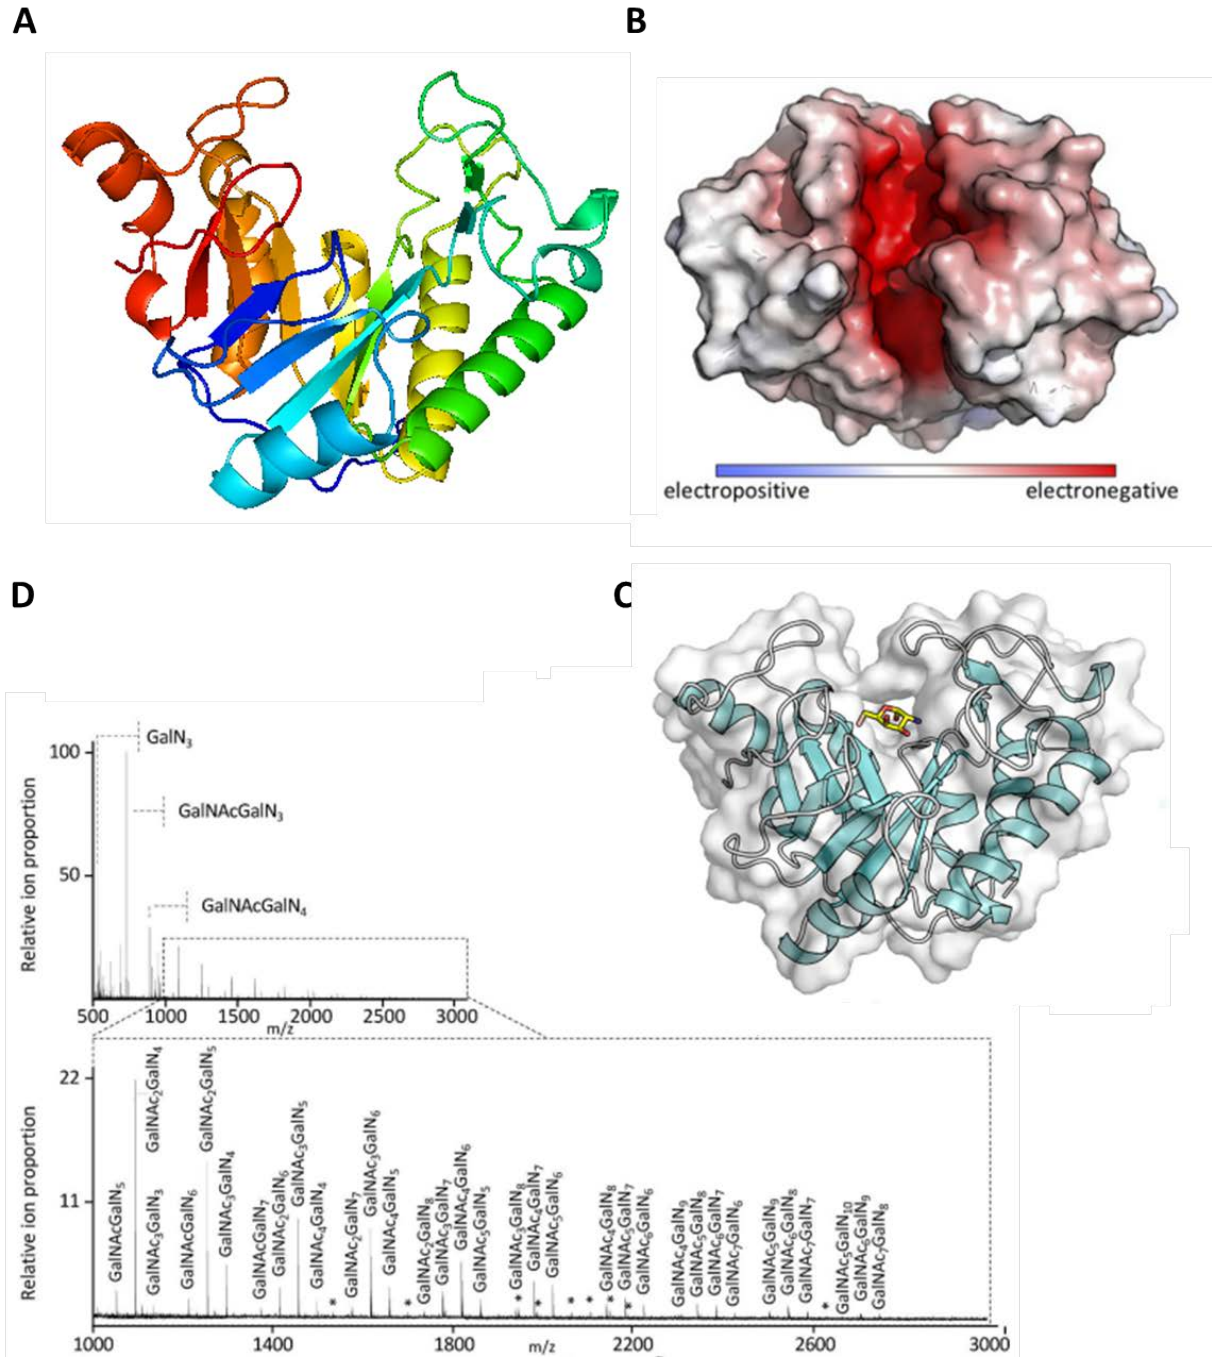 A
B
electropositive
electronegative
D
C
GalN3
100
GalNAcGalN3
50
GalNAcGalN4
Relative ion proportion
500
1000
1500
2000
2500
3000
m/z
22
11
Relative ion proportion
GalNAcGalN5
GalNAc2GalN4
GalNAc3GalN3
GalNAcGalN6
GalNAc2GalN5
GalNAc3GalN4
GalNAcGalN7
GalNAc2GalN6
GalNAc3GalN5
GalNAc4GalN4
*
GalNAc2GalN7
GalNAc3GalN6
GalNAc4GalN5
*
GalNAc2GalN8
GalNAc3GalN7
GalNAc4GalN6
GalNAc5GalN5
*
GalNAc3GalN8
*
GalNAc4GalN7
GalNAc5GalN6
*
*
*
GalNAc4GalN8
*
GalNAc5GalN7
GalNAc6GalN6
GalNAc4GalN9
GalNAc5GalN8
GalNAc6GalN7
GalNAc7GalN6
GalNAc5GalN9
GalNAc6GalN8
GalNAc7GalN7
*
GalNAc5GalN10
GalNAc6GalN9
GalNAc7GalN8
1000
1400
1800
2200
2600
3000
m/z